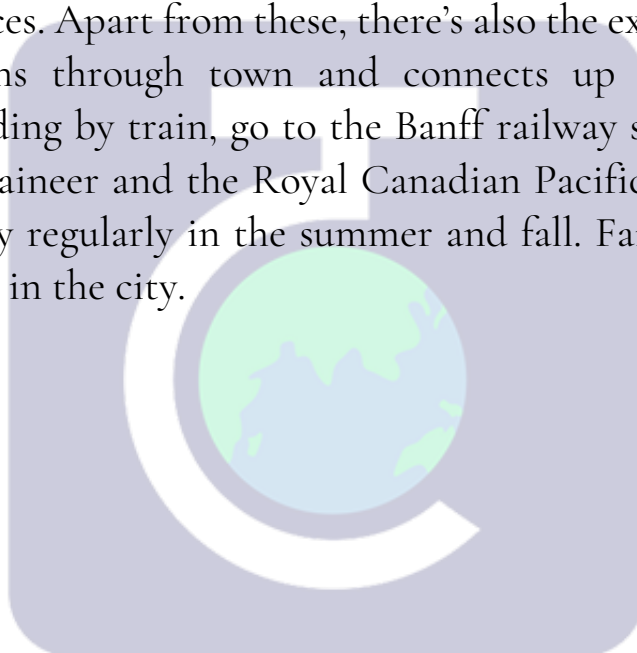 ces. Apart from these, there’s also the ex
ns through town and connects up
ding by train, go to the Banff railway s
aineer and the Royal Canadian Pacific
y regularly in the summer and fall. Fa
in the city.